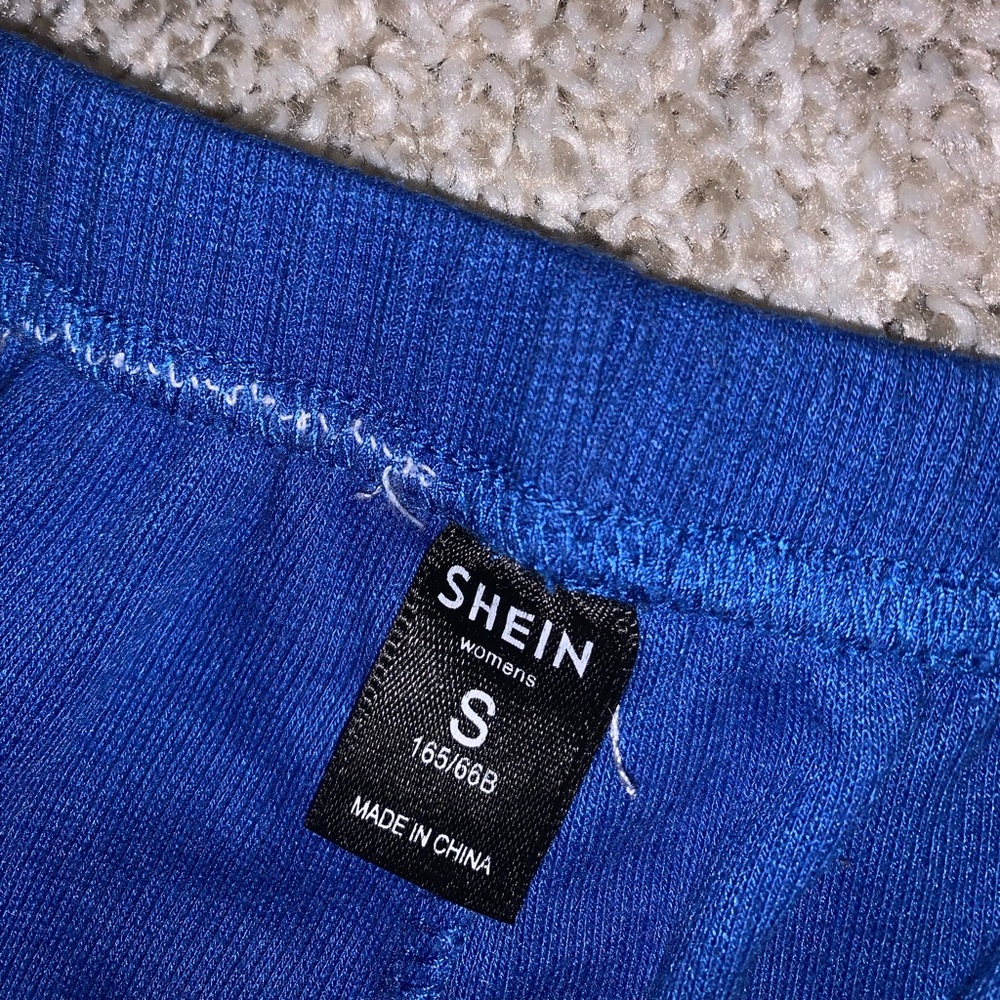 SHEIN
womens
S
165/66B
MADE IN CHINA